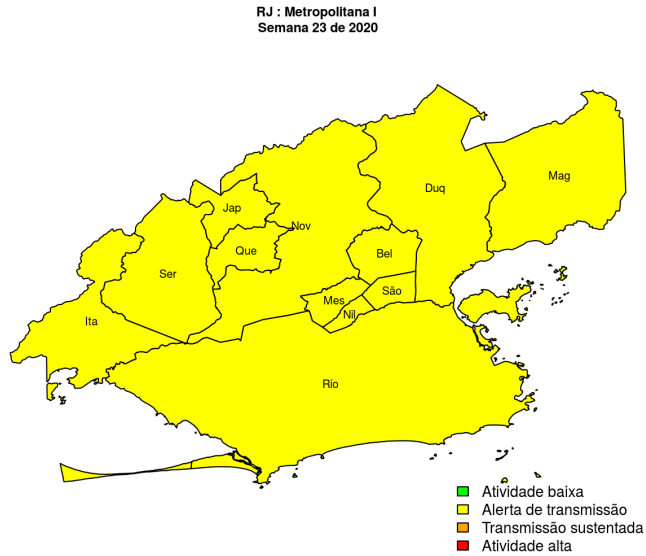 RJ : Metropolitana I
Semana 23 de 2020
Mag
Duq
Jap
Nov
Que
Bel
Ser
São
Mes
Nil
Ita
Rio
Atividade baixa
Alerta de transmissão
Transmissão sustentada
Atividade alta